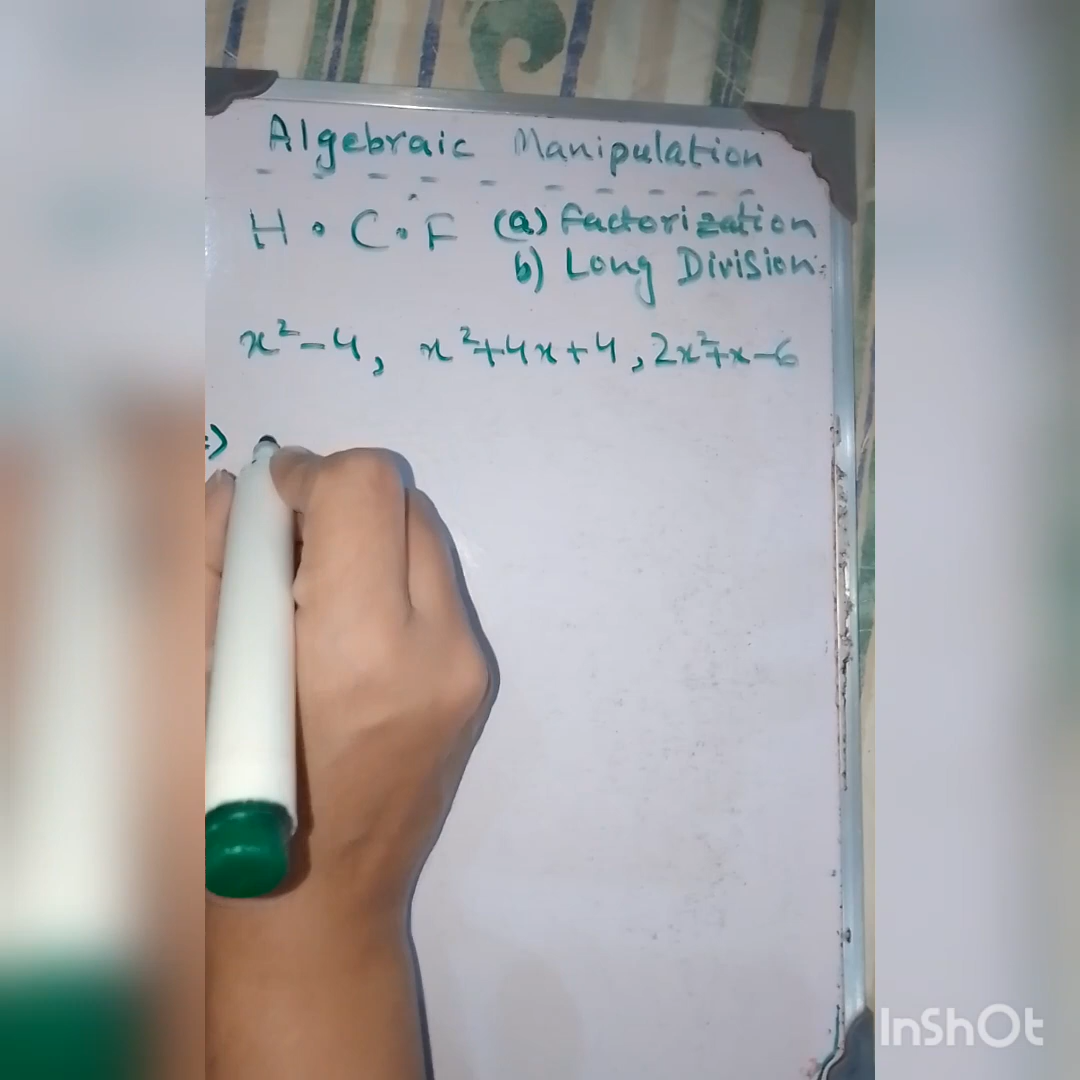 Algebraic Manipulation
H.C.F (a) factorization
b) Long Division
x²-4, x²+4x+4, 2x²+x-6
=>
InShOt